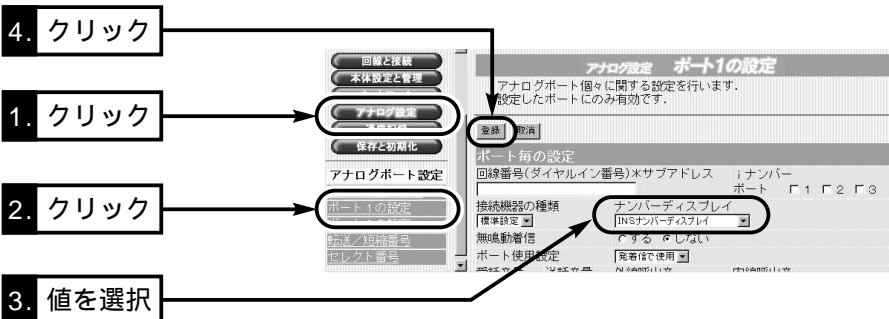 4. クリック
1. クリック
2. クリック
3. 値を選択
回線と接続
本体設定と管理
アナログ設定
保存と初期化
アナログポート設定
ポート1の設定
転送／短縮番号
セレクト番号
アナログ設定 ポート1の設定
アナログポート個々に関する設定を行います.
設定したポートにのみ有効です.
登録 取消
ポート毎の設定
回線番号(ダイヤルイン番号)*サブアドレス iナンバー
ポート 1 2 3
接続機器の種類 ナンバーディスプレイ
標準設定 INSナンバーディスプレイ
無鳴動着信 する しない
ポート使用設定 発着信で使用